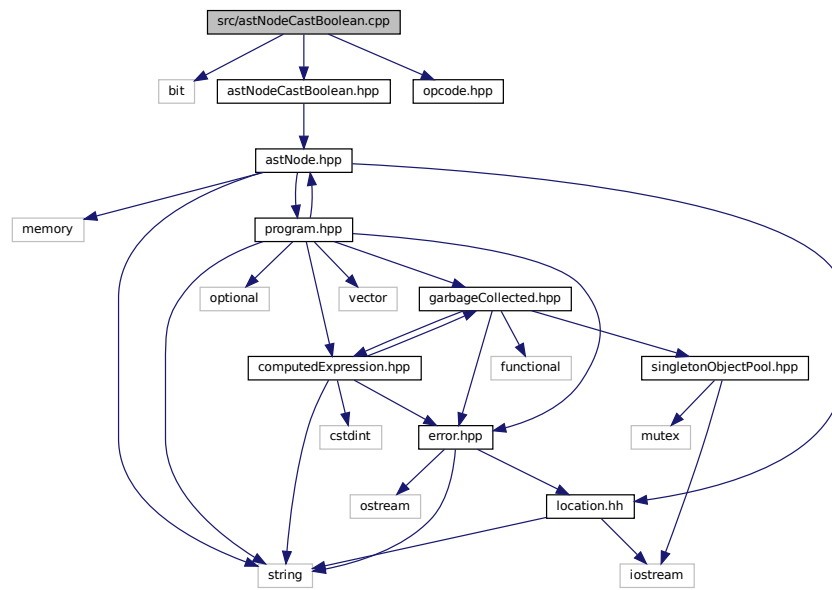 src/astNodeCastBoolean.cpp
bit
astNodeCastBoolean.hpp
opcode.hpp
astNode.hpp
memory
program.hpp
optional
vector
garbageCollected.hpp
computedExpression.hpp
functional
singletonObjectPool.hpp
cstdint
error.hpp
mutex
ostream
location.hh
string
iostream